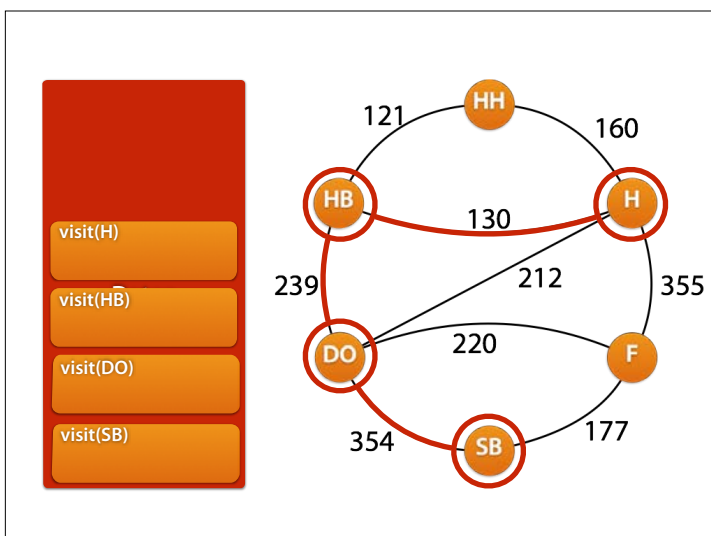 visit(H)
visit(HB)
visit(DO)
visit(SB)
HH
121
160
HB
H
130
239
212
355
DO
220
F
354
177
SB